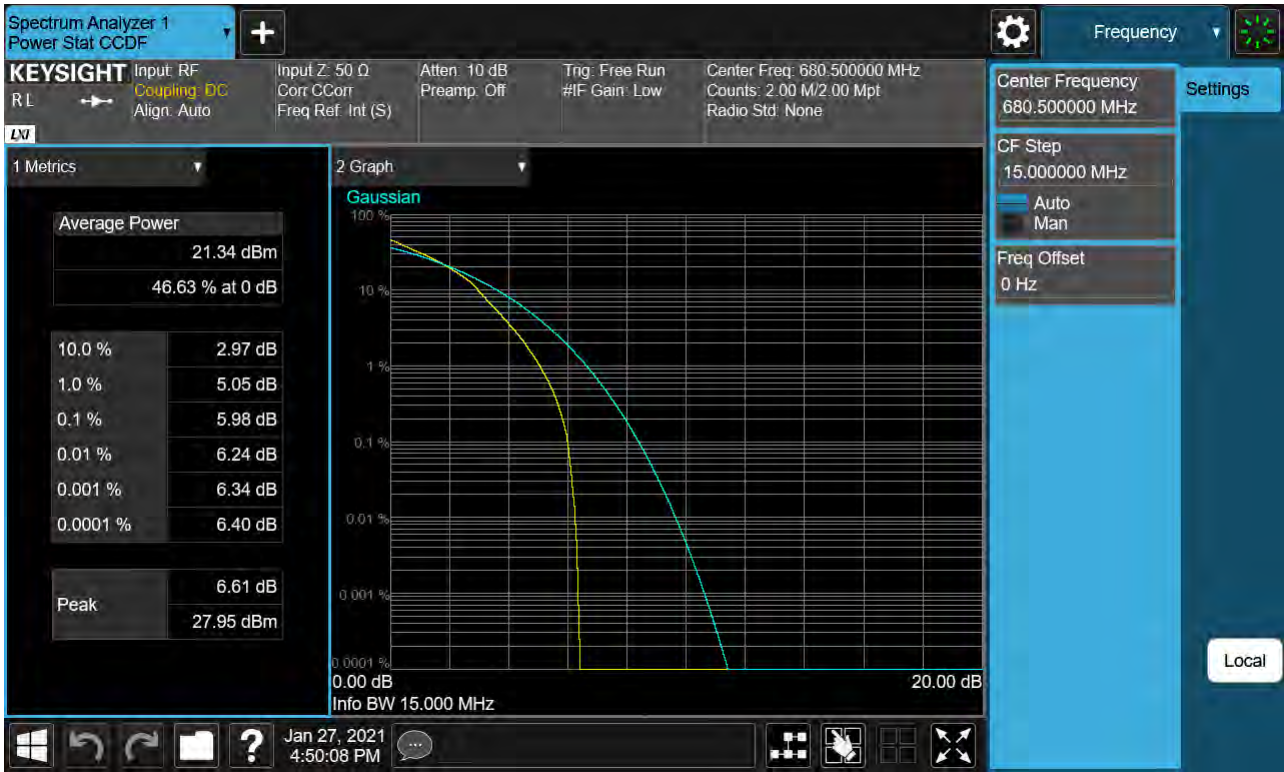 Spectrum Analyzer 1
Power Stat CCDF
Frequency
KEYSIGHT
R L
LXI
Input: RF
Coupling: DC
Align: Auto
Input Z: 50 Ω
Corr CCorr
Freq Ref: Int (S)
Atten: 10 dB
Preamp: Off
Trig: Free Run
#IF Gain: Low
Center Freq: 680.500000 MHz
Counts: 2.00 M/2.00 Mpt
Radio Std: None
Center Frequency
680.500000 MHz
Settings
CF Step
15.000000 MHz
Auto
Man
Freq Offset
0 Hz
1 Metrics
Average Power
21.34 dBm
46.63 % at 0 dB
10.0 % 2.97 dB
1.0 % 5.05 dB
0.1 % 5.98 dB
0.01 % 6.24 dB
0.001 % 6.34 dB
0.0001 % 6.40 dB
Peak
6.61 dB
27.95 dBm
2 Graph
Gaussian
100 %
10 %
1 %
0.1 %
0.01 %
0.001 %
0.0001 %
0.00 dB 20.00 dB
Info BW 15.000 MHz
Local
?
Jan 27, 2021
4:50:08 PM